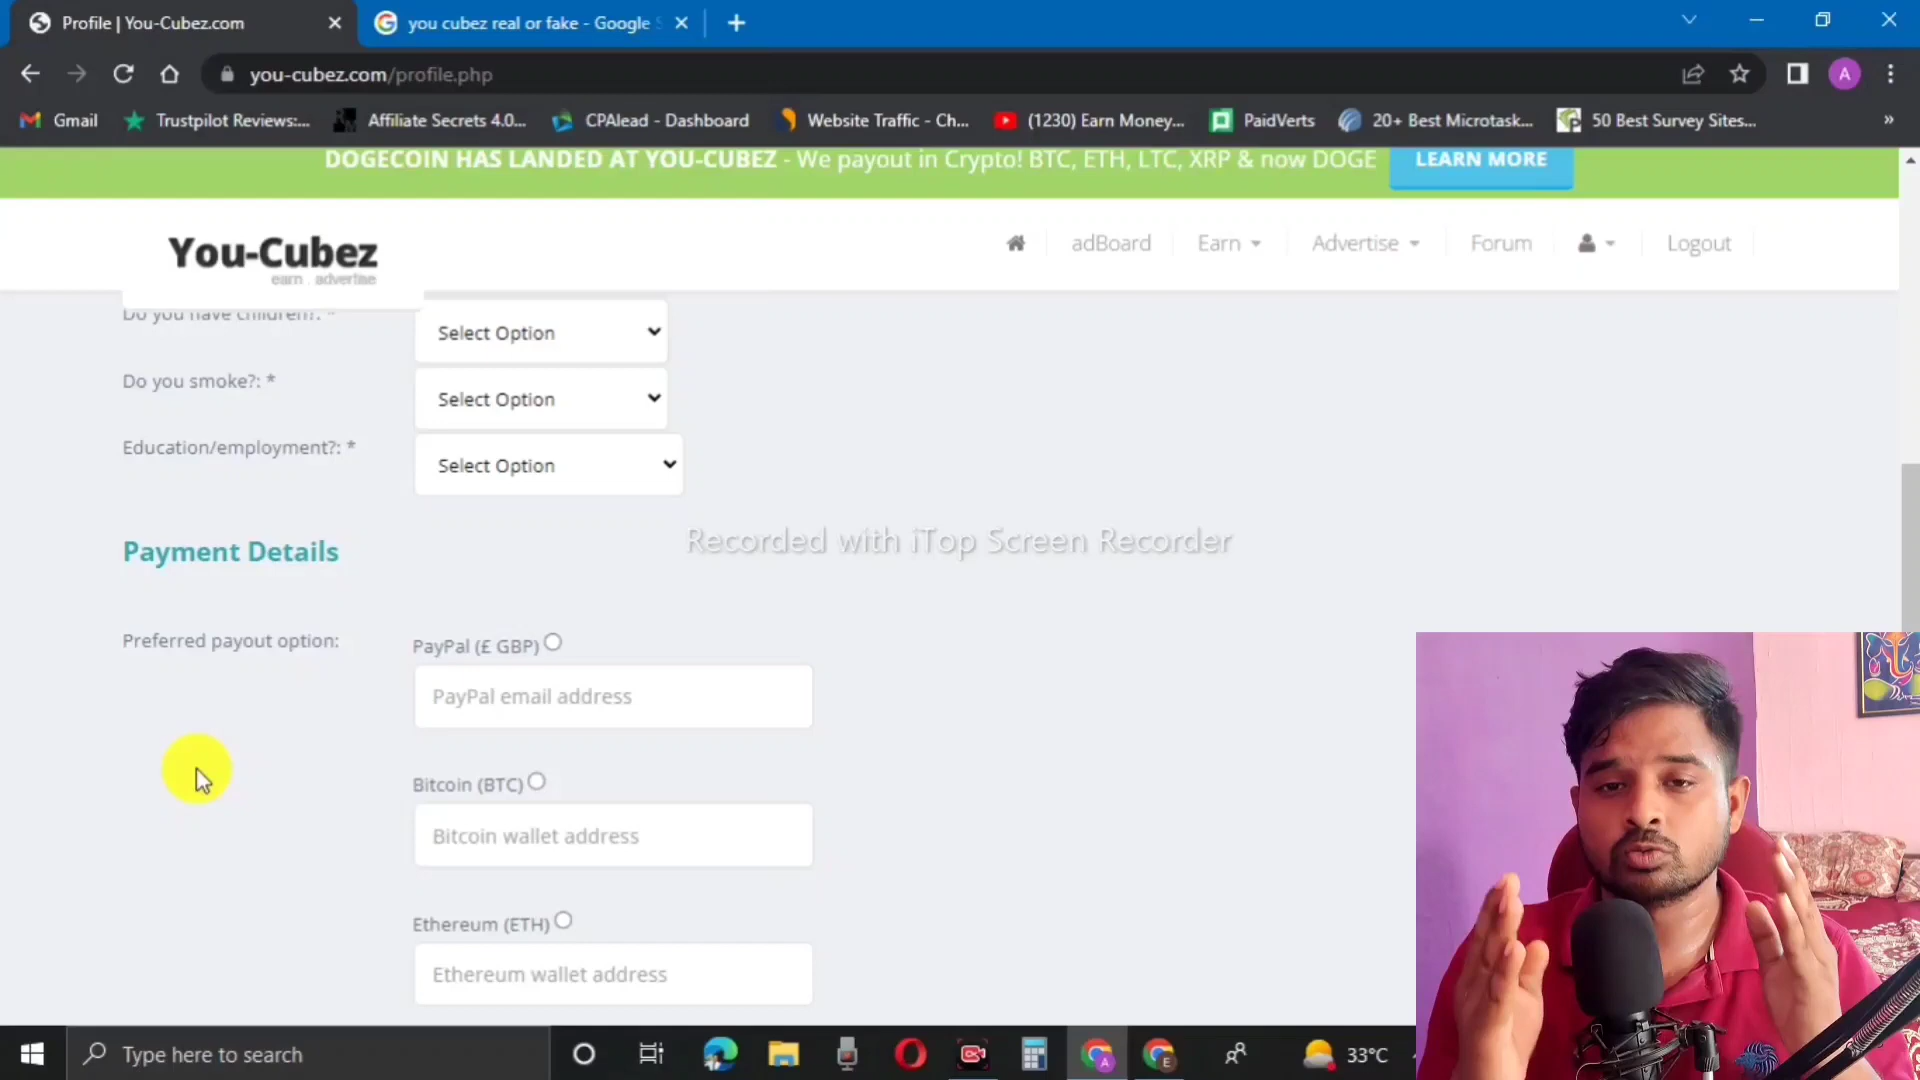 Profile | You-Cubez.com
you cubez real or fake - Google
you-cubez.com/profile.php
A
Gmail
Trustpilot Reviews:...
Affiliate Secrets 4.0...
CPAlead - Dashboard
Website Traffic - Ch...
(1230) Earn Money...
PaidVerts
20+ Best Microtask...
50 Best Survey Sites...
»
DOGECOIN HAS LANDED AT YOU-CUBEZ - We payout in Crypto! BTC, ETH, LTC, XRP & now DOGE
LEARN MORE
You-Cubez
earn . advertise
adBoard
Earn
Advertise
Forum
Logout
Do you have children?: *
Select Option
Do you smoke?: *
Select Option
Education/employment?: *
Select Option
Recorded with iTop Screen Recorder
Payment Details
Preferred payout option:
PayPal (£ GBP)
PayPal email address
Bitcoin (BTC)
Bitcoin wallet address
Ethereum (ETH)
Ethereum wallet address
Type here to search
33°C